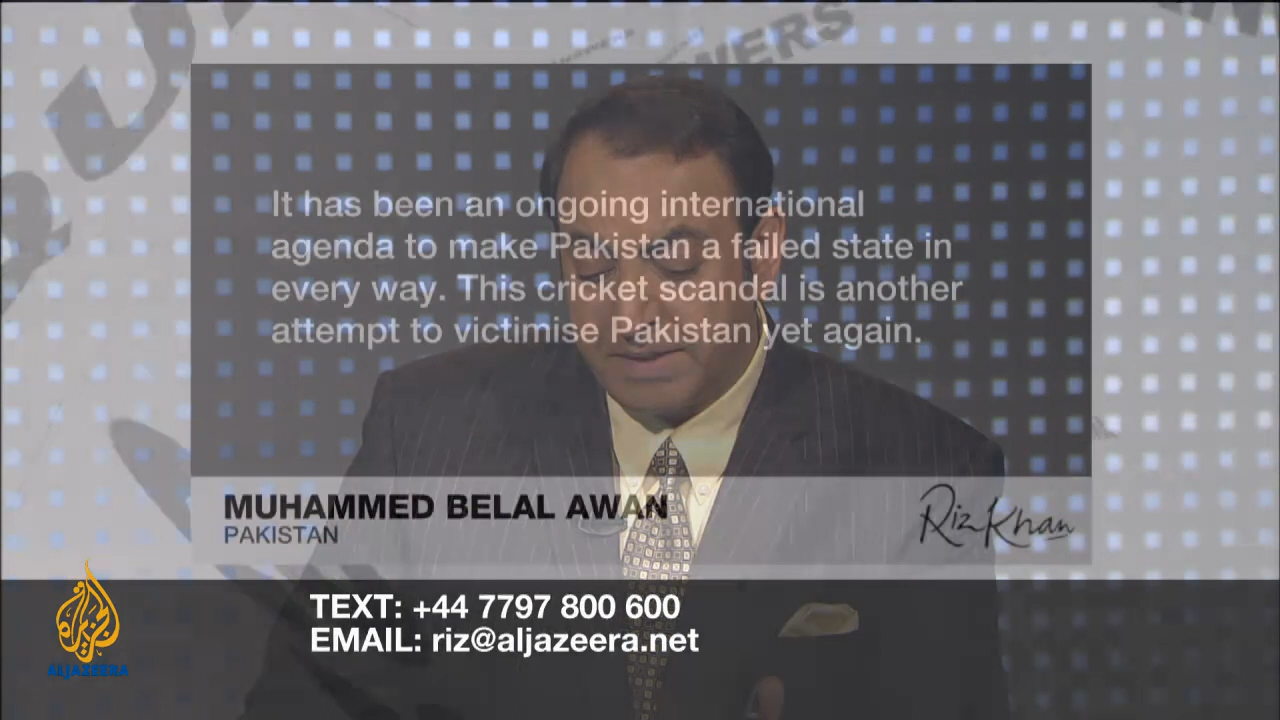 WERS
It has been an ongoing international
agenda to make Pakistan a failed state in
every way. This cricket scandal is another
attempt to victimise Pakistan yet again.
MUHAMMED BELAL AWAN
PAKISTAN
Riz Khan
TEXT: +44 7797 800 600
EMAIL: riz@aljazeera.net
ALJAZEERA